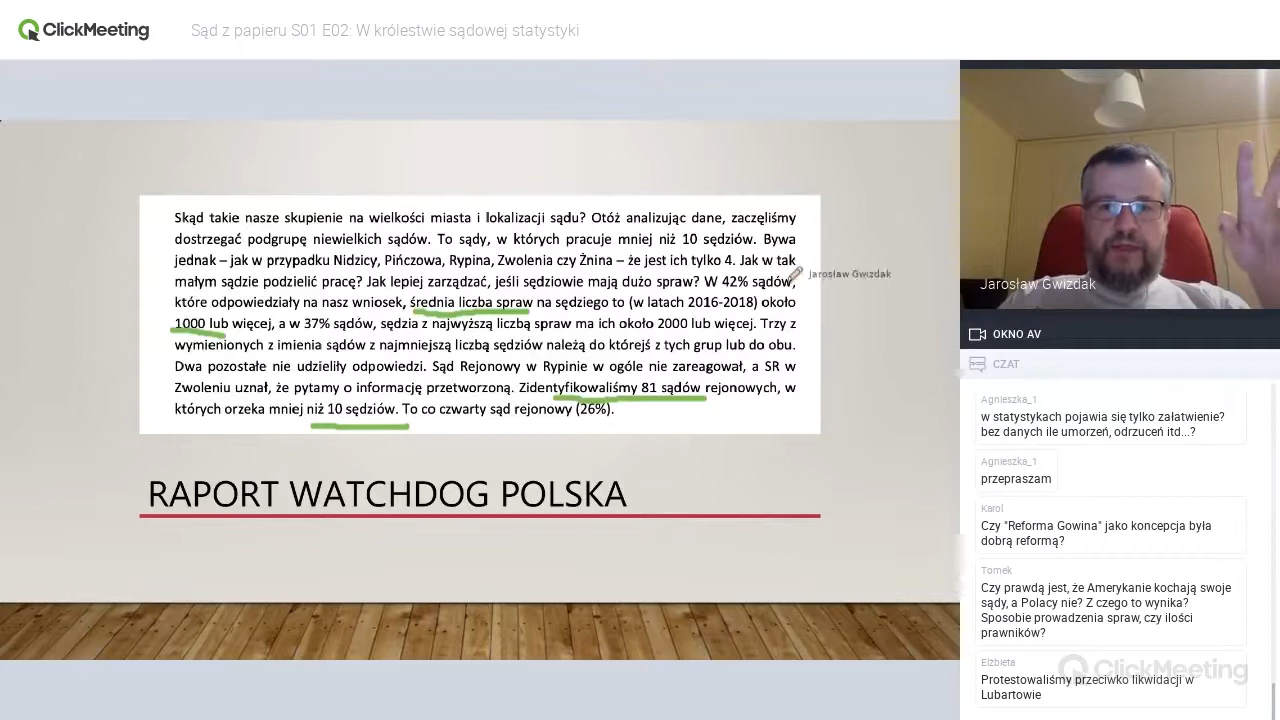 ClickMeeting
Sąd z papieru S01 E02: W królestwie sądowej statystyki
Skąd takie nasze skupienie na wielkości miasta i lokalizacji sądu? Otóż analizując dane, zaczęliśmy
dostrzegać podgrupę niewielkich sądów. To sądy, w których pracuje mniej niż 10 sędziów. Bywa
jednak – jak w przypadku Nidzicy, Pińczowa, Rypina, Zwolenia czy Żnina – że jest ich tylko 4. Jak w tak
małym sądzie podzielić pracę? Jak lepiej zarządzać, jeśli sędziowie mają dużo spraw? W 42% sądów,
które odpowiedziały na nasz wniosek, średnia liczba spraw na sędziego to (w latach 2016-2018) około
1000 lub więcej, a w 37% sądów, sędzia z najwyższą liczbą spraw ma ich około 2000 lub więcej. Trzy z
wymienionych z imienia sądów z najmniejszą liczbą sędziów należą do którejś z tych grup lub do obu.
Dwa pozostałe nie udzieliły odpowiedzi. Sąd Rejonowy w Rypinie w ogóle nie zareagował, a SR w
Zwoleniu uznał, że pytamy o informację przetworzoną. Zidentyfikowaliśmy 81 sądów rejonowych, w
których orzeka mniej niż 10 sędziów. To co czwarty sąd rejonowy (26%).
Jarosław Gwizdak
RAPORT WATCHDOG POLSKA
Jarosław Gwizdak
OKNO AV
CZAT
Agnieszka_1
w statystykach pojawia się tylko załatwienie?
bez danych ile umorzeń, odrzuceń itd...?
Agnieszka_1
przepraszam
Karol
Czy "Reforma Gowina" jako koncepcja była
dobrą reformą?
Tomek
Czy prawdą jest, że Amerykanie kochają swoje
sądy, a Polacy nie? Z czego to wynika?
Sposobie prowadzenia spraw, czy ilości
prawników?
Elżbieta
Protestowaliśmy przeciwko likwidacji w
Lubartowie
ClickMeeting